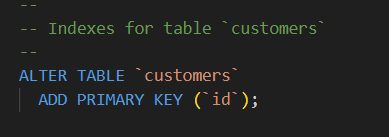 --
-- Indexes for table `customers`
--
ALTER TABLE `customers`
ADD PRIMARY KEY (`id`);